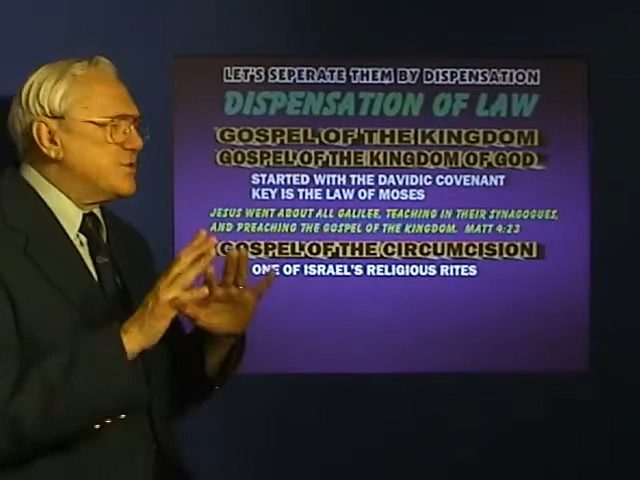 LET'S SEPERATE THEM BY DISPENSATION
DISPENSATION OF LAW
GOSPEL OF THE KINGDOM
GOSPEL OF THE KINGDOM OF GOD
STARTED WITH THE DAVIDIC COVENANT
KEY IS THE LAW OF MOSES
JESUS WENT ABOUT ALL GALILEE, TEACHING IN THEIR SYNAGOGUES,
AND PREACHING THE GOSPEL OF THE KINGDOM. MATT 4:23
GOSPEL OF THE CIRCUMCISION
ONE OF ISRAEL'S RELIGIOUS RITES